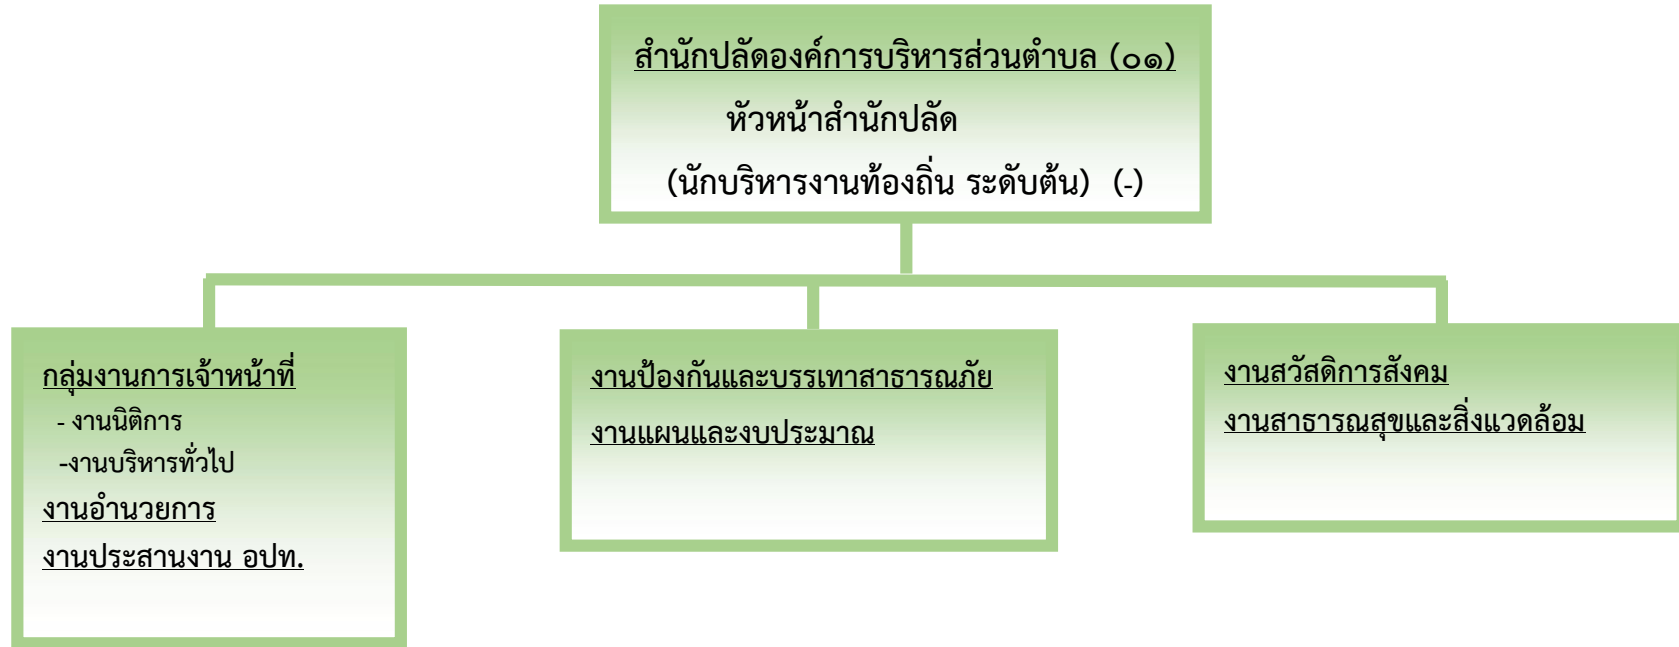 สำนักปลัดองค์การบริหารส่วนตำบล (๐๑)
หัวหน้าสำนักปลัด
(นักบริหารงานท้องถิ่น ระดับต้น) (-)
กลุ่มงานการเจ้าหน้าที่
- งานนิติการ
-งานบริหารทั่วไป
งานอำนวยการ
งานประสานงาน อปท.
งานป้องกันและบรรเทาสาธารณภัย
งานแผนและงบประมาณ
งานสวัสดิการสังคม
งานสาธารณสุขและสิ่งแวดล้อม